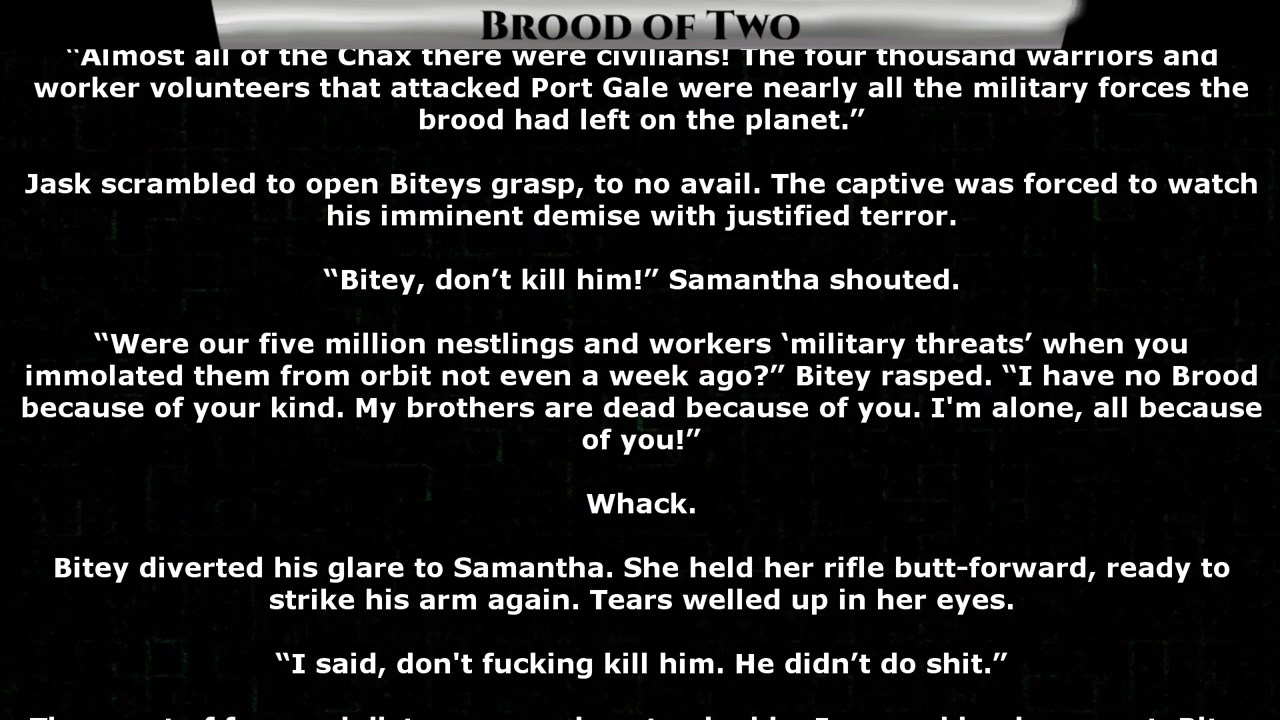 Brood of Two
“Almost all of the Chax there were civilians! The four thousand warriors and
worker volunteers that attacked Port Gale were nearly all the military forces the
brood had left on the planet.”
Jask scrambled to open Biteys grasp, to no avail. The captive was forced to watch
his imminent demise with justified terror.
“Bitey, don’t kill him!” Samantha shouted.
“Were our five million nestlings and workers ‘military threats’ when you
immolated them from orbit not even a week ago?” Bitey rasped. “I have no Brood
because of your kind. My brothers are dead because of you. I'm alone, all because
of you!”
Whack.
Bitey diverted his glare to Samantha. She held her rifle butt-forward, ready to
strike his arm again. Tears welled up in her eyes.
“I said, don't fucking kill him. He didn’t do shit.”